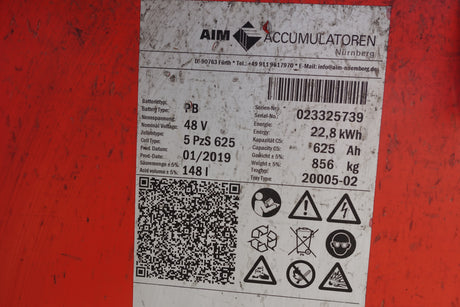 AIM ACCUMULATOREN
Nürnberg
D-90763 Fürth * Tel.: +49 911 9617970 * E-Mail: info@aim-nuernberg.de
Batterietyp:
Battery Type: PB
Nennspannung:
Nominal Voltage: 48 V
Zellentyp:
Cell Type: 5 PzS 625
Prod. Datum:
Prod.-Date: 01/2019
Säuremenge ± 5%:
Acid volume ± 5%: 148 l
Serien-Nr.:
Serial-No.: 023325739
Energie:
Energy: 22,8 kWh
Kapazität C5:
Capacity C5: 625 Ah
Gewicht ± 5%:
Weight ± 5%: 856 kg
Trogtyp:
Tray Type: 20005-02
Pb